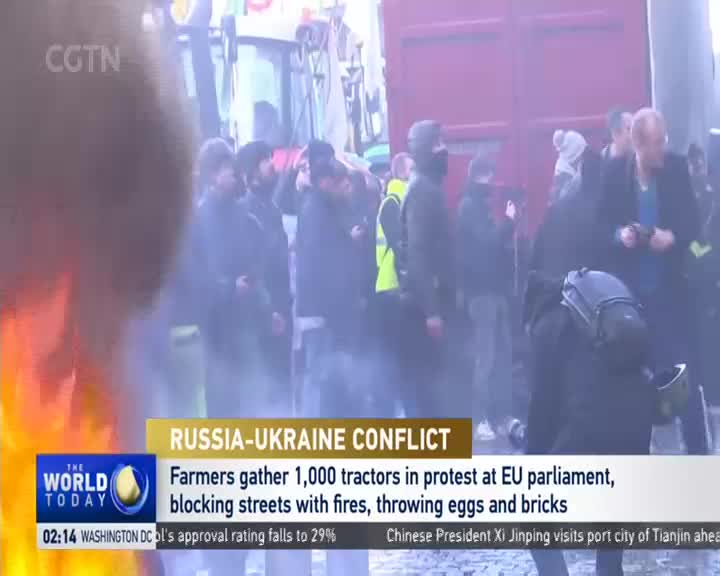 CGTN
RUSSIA-UKRAINE CONFLICT
THE
WORLD
TODAY
Farmers gather 1,000 tractors in protest at EU parliament,
blocking streets with fires, throwing eggs and bricks
02:14 WASHINGTON DC ol's approval rating falls to 29% Chinese President Xi Jinping visits port city of Tianjin ahea